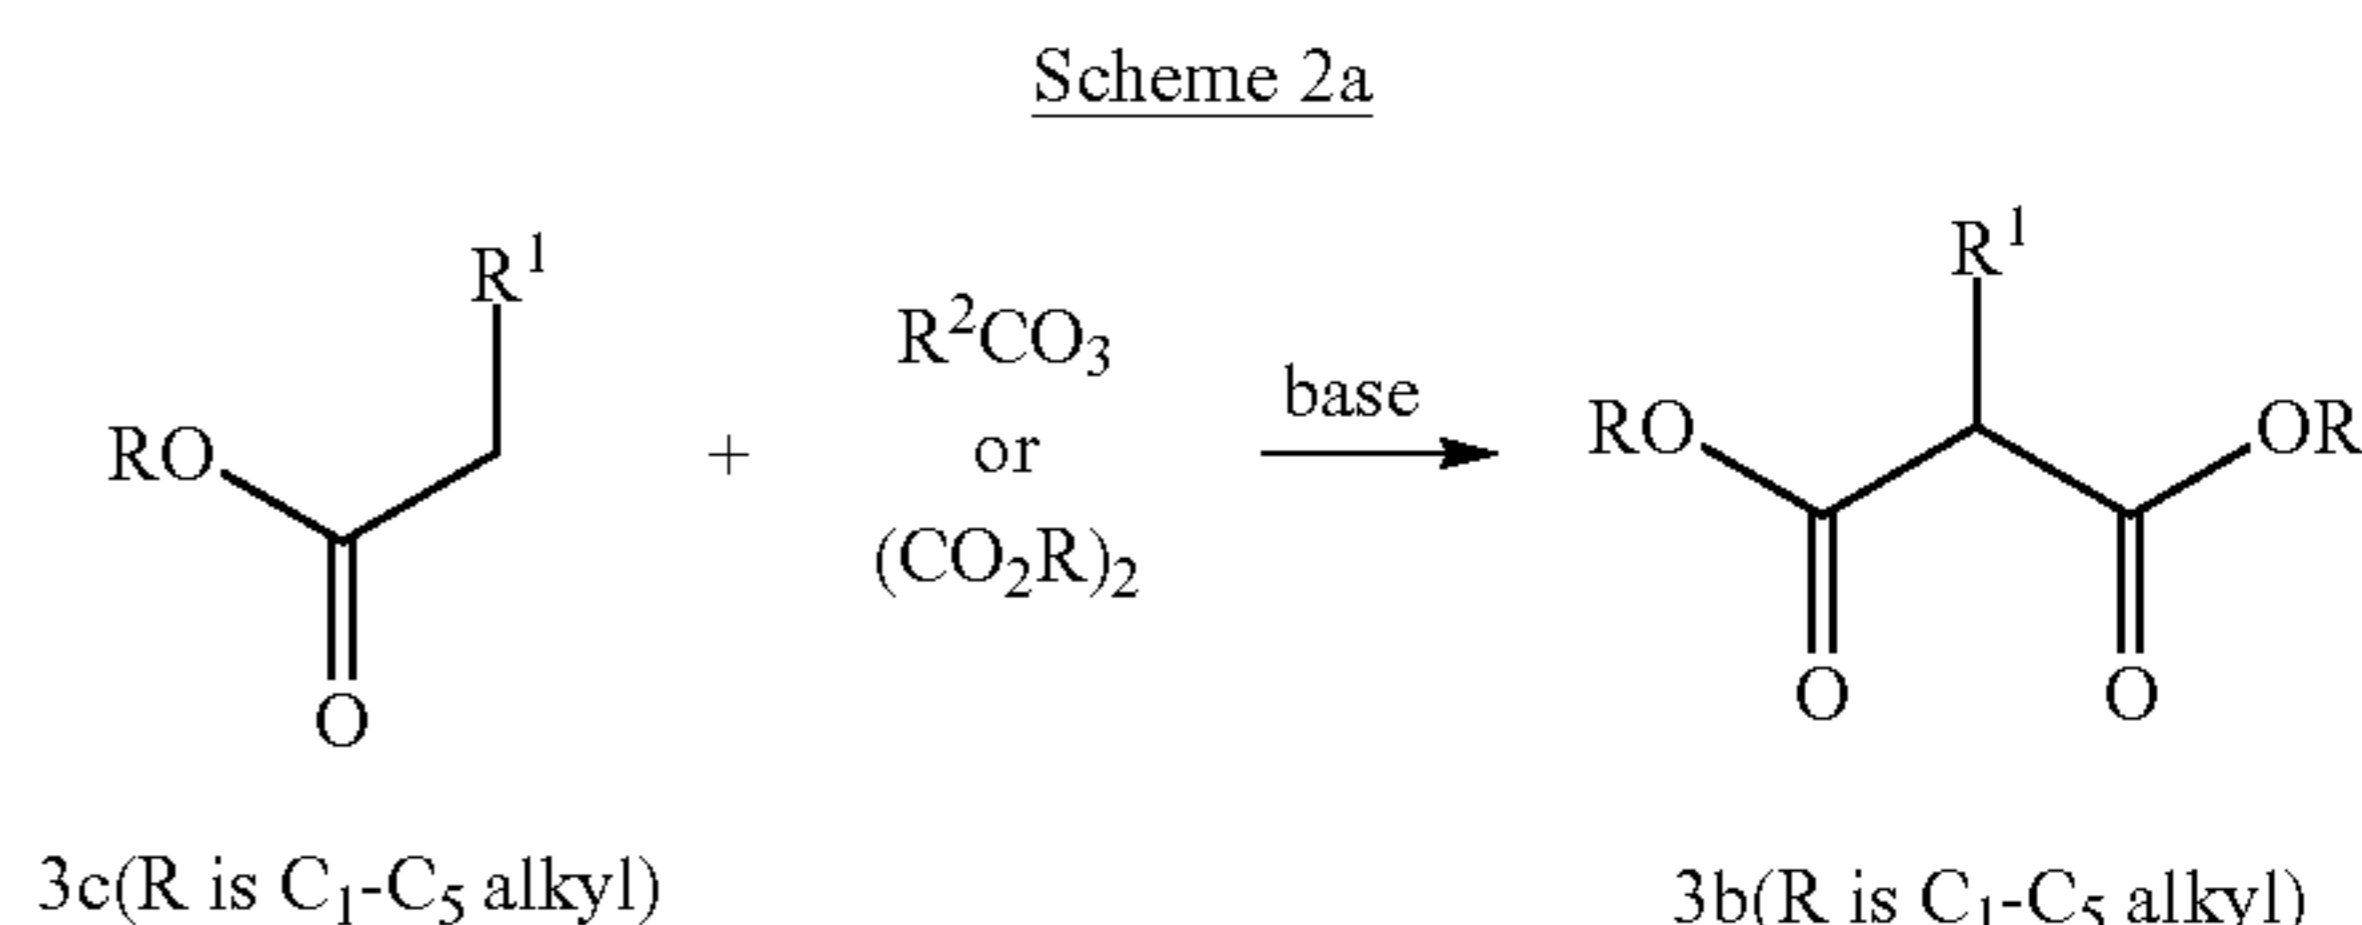 Scheme 2a
R¹
RO
O
+
R²CO₃
or
(CO₂R)₂
base
R¹
RO
OR
O
O
3c(R is C₁-C₅ alkyl)
3b(R is C₁-C₅ alkyl)